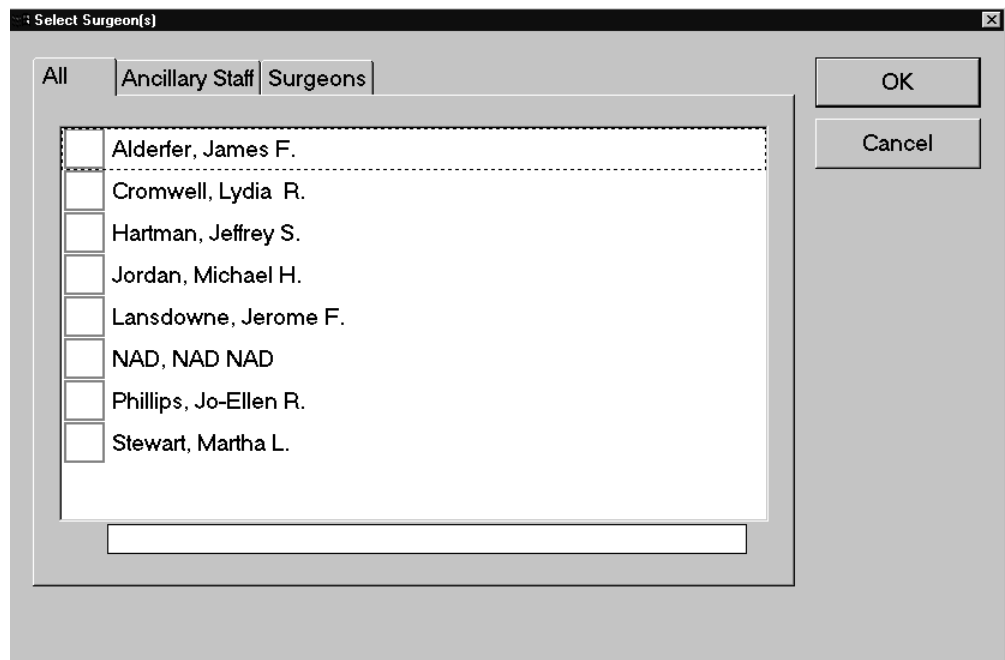 Select Surgeon(s)
All Ancillary Staff Surgeons
OK
Alderfer, James F.
Cancel
Cromwell, Lydia R.
Hartman, Jeffrey S.
Jordan, Michael H.
Lansdowne, Jerome F.
NAD, NAD NAD
Phillips, Jo-Ellen R.
Stewart, Martha L.